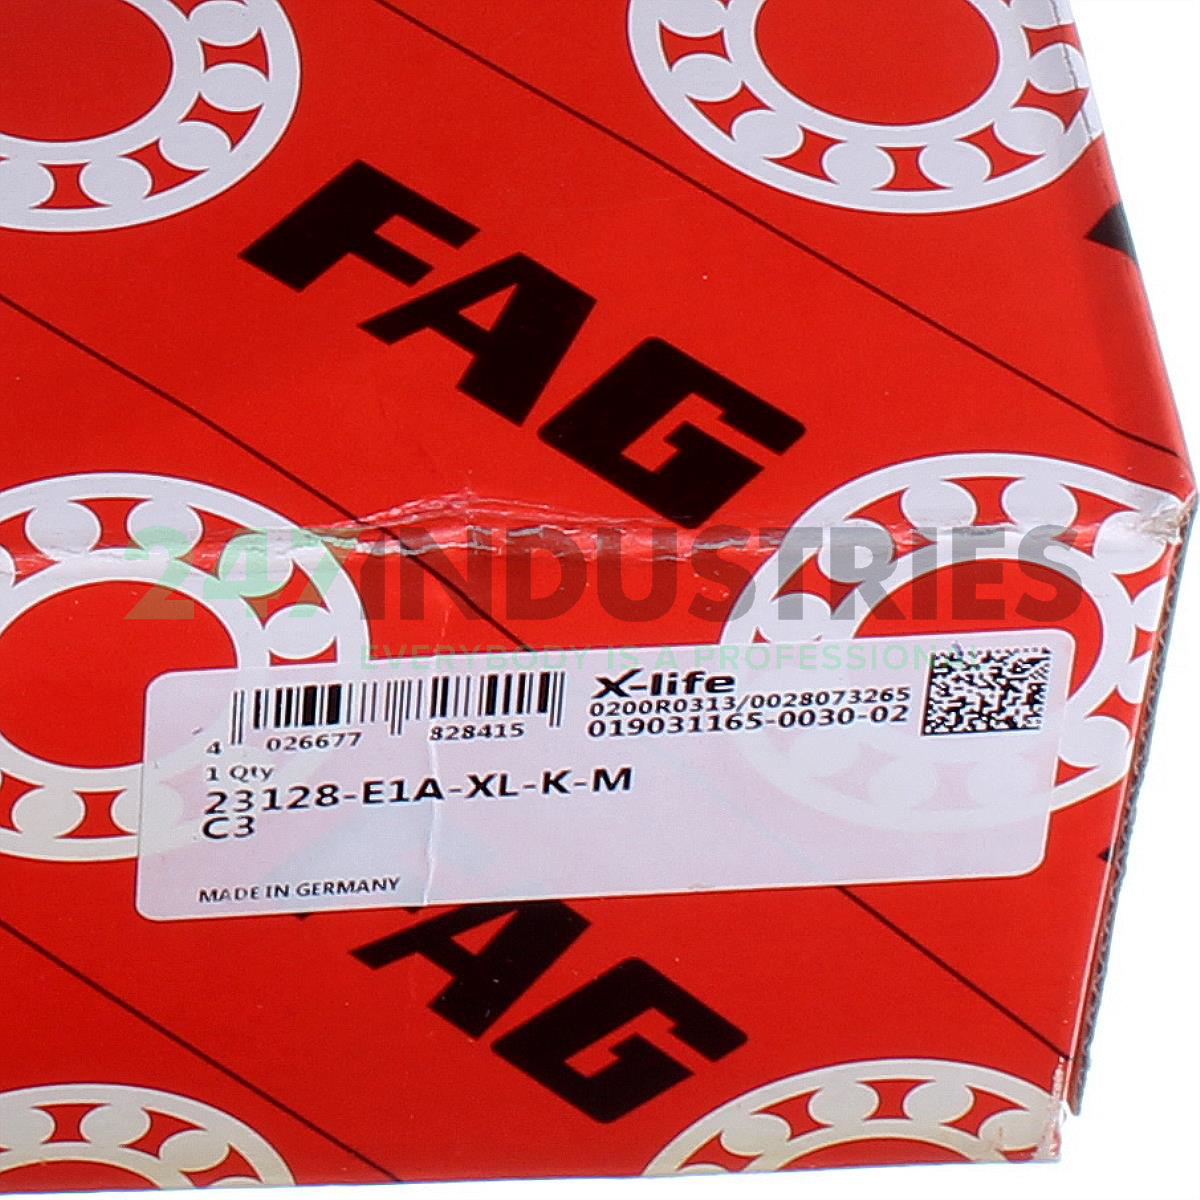 FAG
247INDUSTRIES
EVERYBODY IS A PROFESSIONAL
X-life
0200R0313/0028073265
019031165-0030-02
4 026677 828415
1 Qty
23128-E1A-XL-K-M
C3
MADE IN GERMANY
FAG